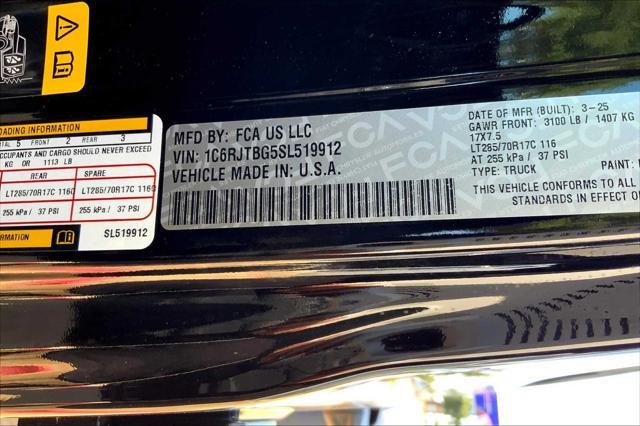 LOADING INFORMATION
TOTAL 5 FRONT 2 REAR 3
OCCUPANTS AND CARGO SHOULD NEVER EXCEED
KG OR 1113 LB
REAR SPARE
LT285/70R17C 116 LT285/70R17C 116
255 kPa / 37 PSI 255 kPa / 37 PSI
INFORMATION
SL519912
MFD BY: FCA US LLC
VIN: 1C6RJTBG5SL519912
VEHICLE MADE IN: U.S.A.
DATE OF MFR (BUILT): 3-25
GAWR FRONT: 3100 LB / 1407 KG
17X7.5
LT285/70R17C 116
AT 255 kPa / 37 PSI
TYPE: TRUCK
PAINT:
THIS VEHICLE CONFORMS TO ALL
STANDARDS IN EFFECT